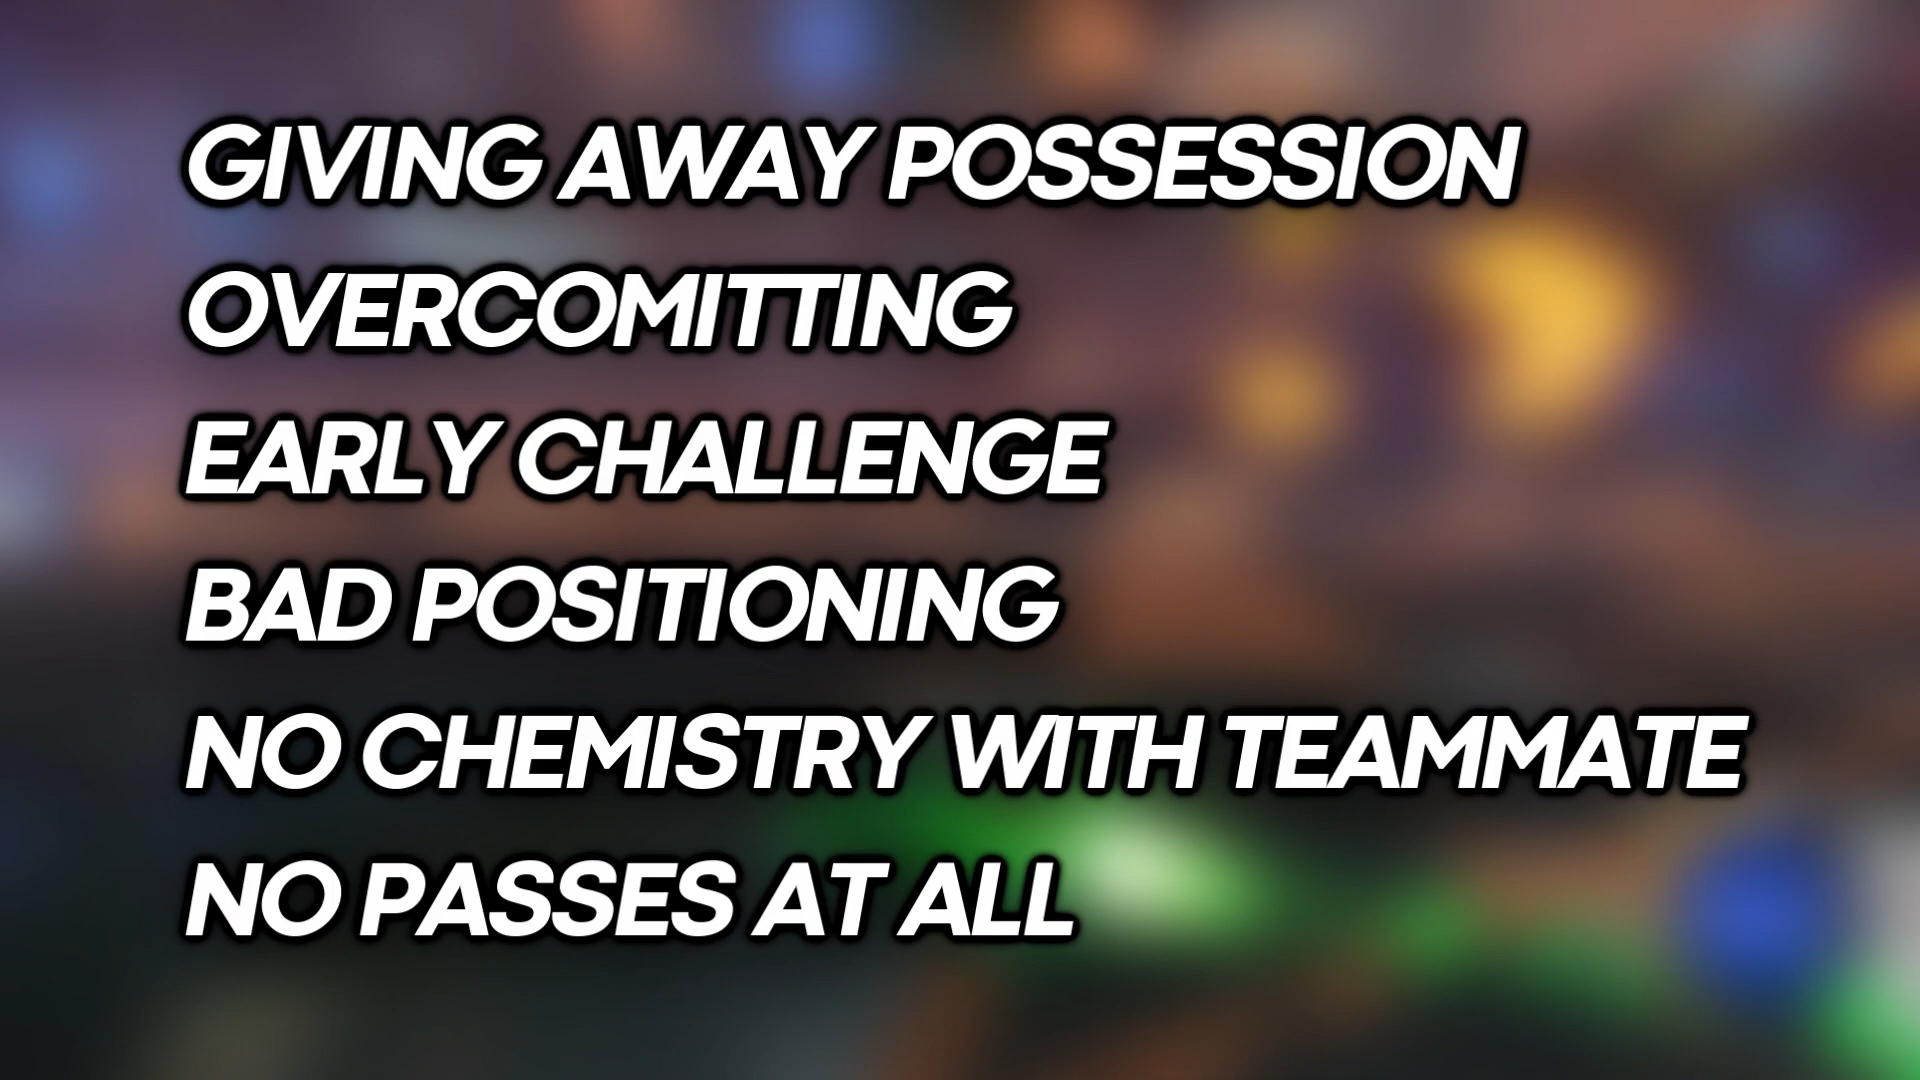 GIVING AWAY POSSESSION
OVERCOMITTING
EARLY CHALLENGE
BAD POSITIONING
NO CHEMISTRY WITH TEAMMATE
NO PASSES AT ALL